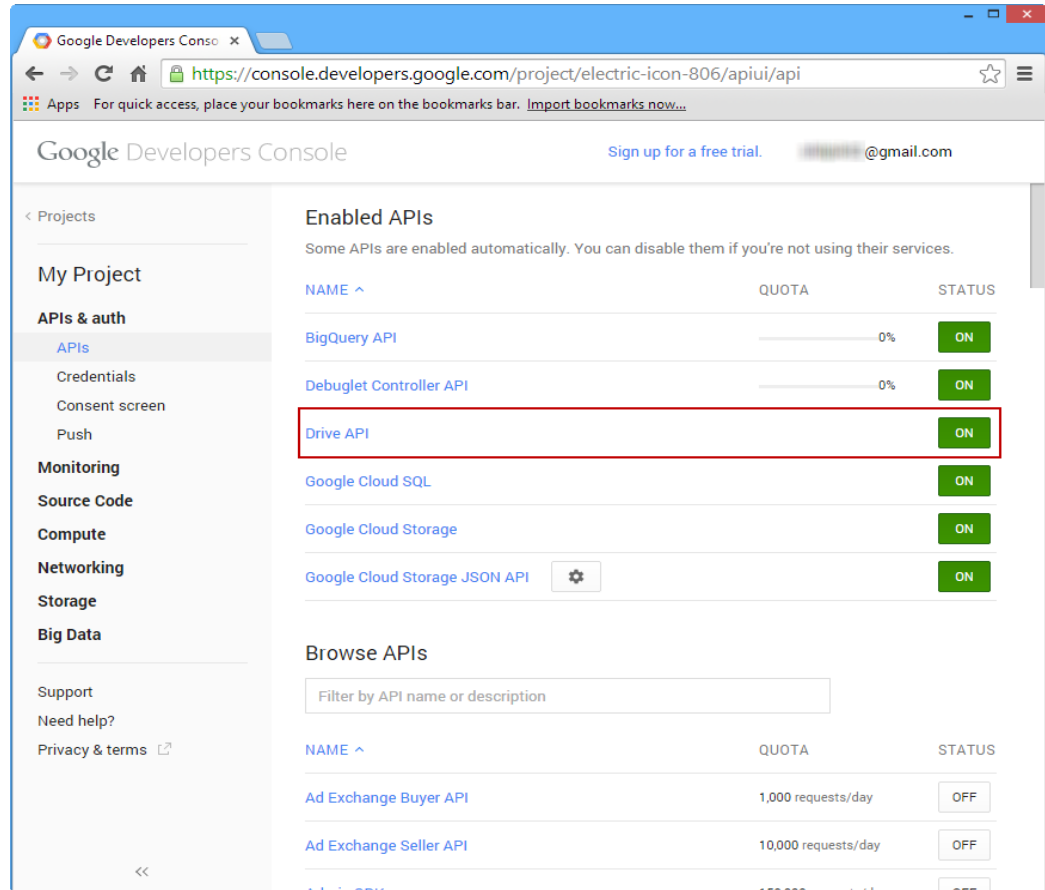 Google Developers Conso
https://console.developers.google.com/project/electric-icon-806/apiui/api
Apps For quick access, place your bookmarks here on the bookmarks bar. Import bookmarks now...
Google Developers Console
Sign up for a free trial.
@gmail.com
< Projects
My Project
APIs & auth
APIs
Credentials
Consent screen
Push
Monitoring
Source Code
Compute
Networking
Storage
Big Data
Support
Need help?
Privacy & terms
Enabled APIs
Some APIs are enabled automatically. You can disable them if you're not using their services.
NAME QUOTA STATUS
BigQuery API 0% ON
Debuglet Controller API 0% ON
Drive API ON
Google Cloud SQL ON
Google Cloud Storage ON
Google Cloud Storage JSON API ON
Browse APIs
Filter by API name or description
NAME QUOTA STATUS
Ad Exchange Buyer API 1,000 requests/day OFF
Ad Exchange Seller API 10,000 requests/day OFF